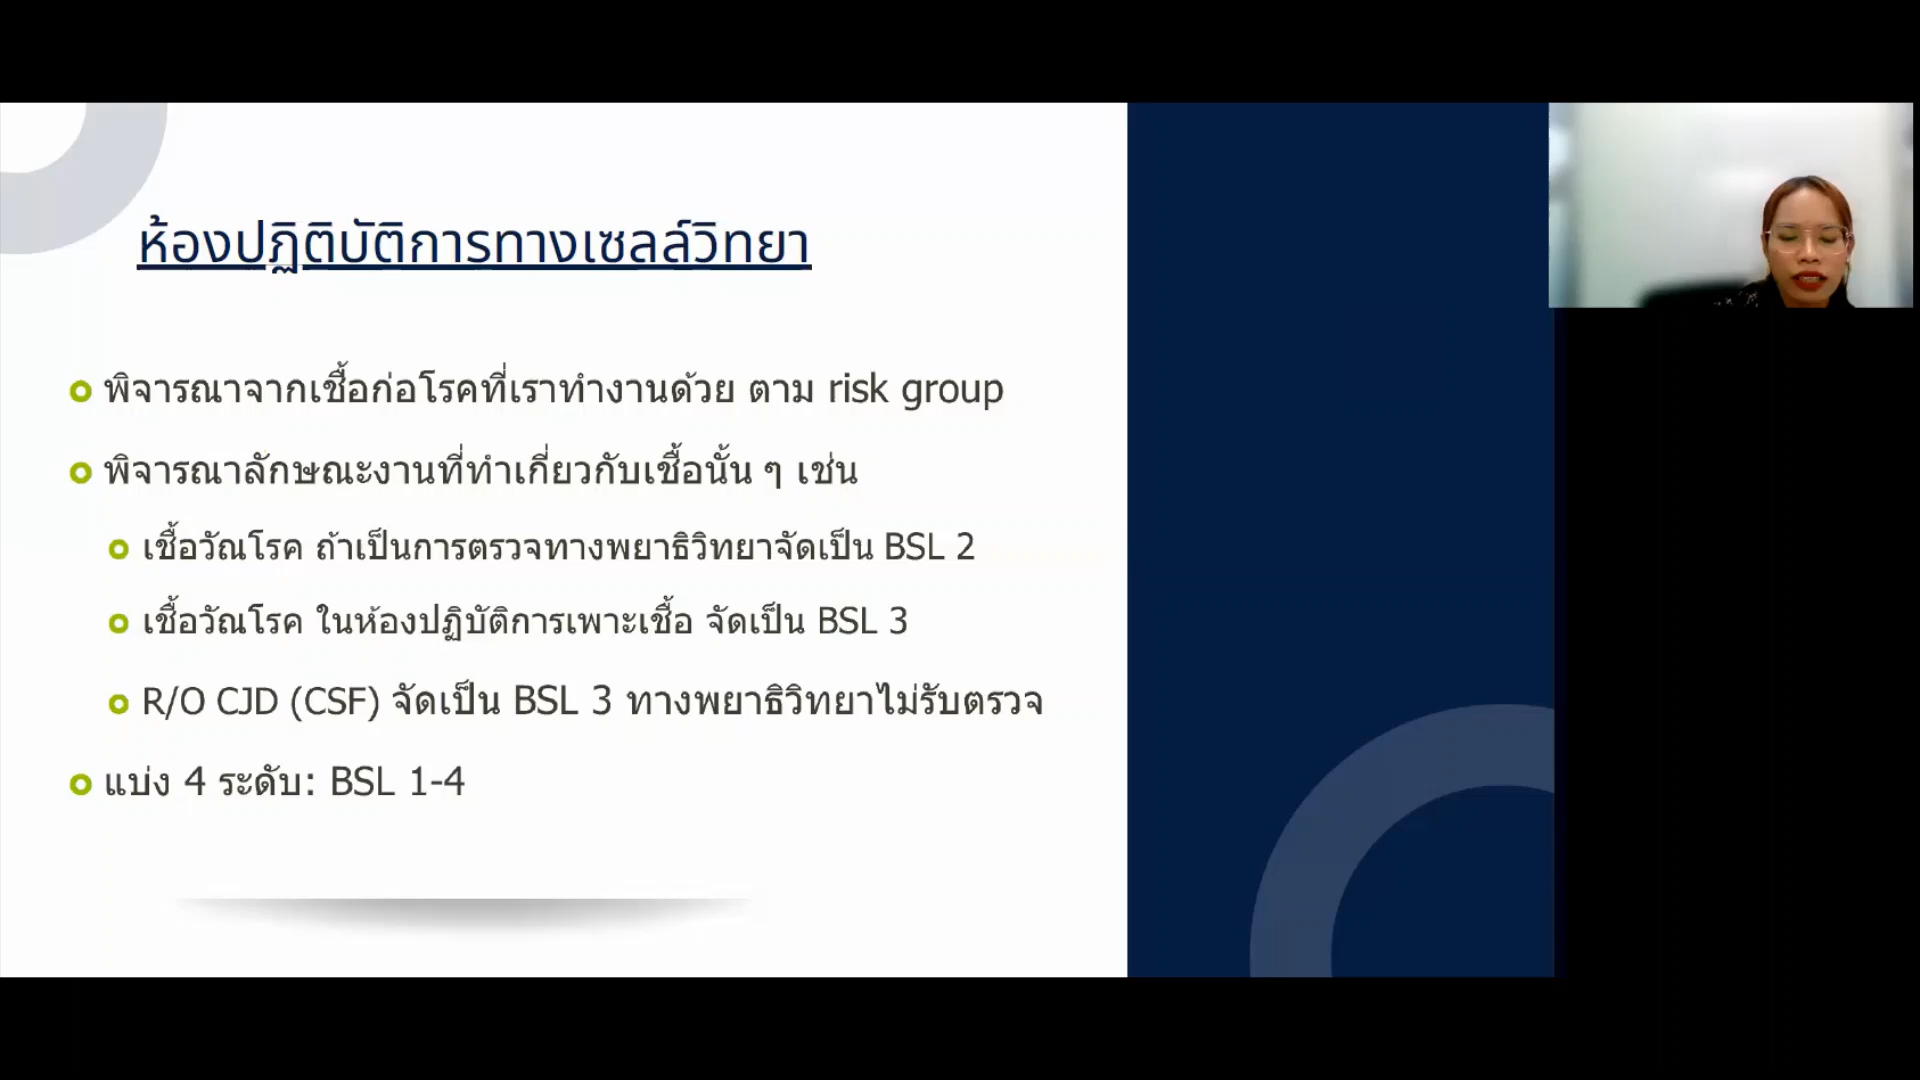 ห้องปฏิติบัติการทางเซลล์วิทยา
พิจารณาจากเชื้อก่อโรคที่เราทำงานด้วย ตาม risk group
พิจารณาลักษณะงานที่ทำเกี่ยวกับเชื้อนั้น ๆ เช่น
เชื้อวัณโรค ถ้าเป็นการตรวจทางพยาธิวิทยาจัดเป็น BSL 2
เชื้อวัณโรค ในห้องปฏิบัติการเพาะเชื้อ จัดเป็น BSL 3
R/O CJD (CSF) จัดเป็น BSL 3 ทางพยาธิวิทยาไม่รับตรวจ
แบ่ง 4 ระดับ: BSL 1-4